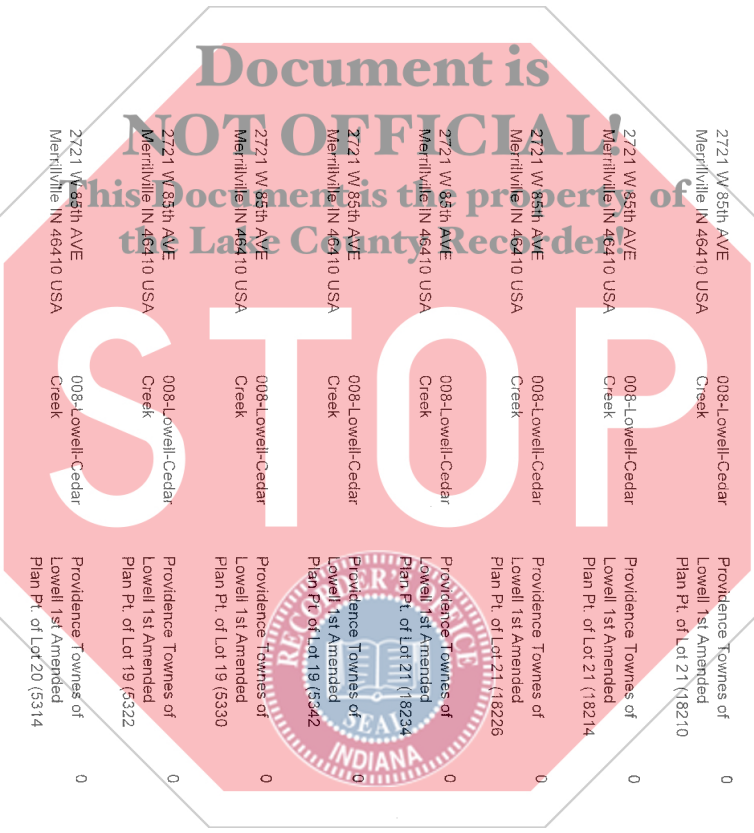 Document is
NOT OFFICIAL!
This Document is the property of
the Lake County Recorder!
STOP
RECORDER'S OFFICE
SEAL
INDIANA
2721 W 85th AVE
Merrillville IN 46410 USA
008-Lowell-Cedar
Creek
Providence Townes of
Lowell 1st Amended
Plan Pt. of Lot 21 (18210
0
2721 W 85th AVE
Merrillville IN 46410 USA
008-Lowell-Cedar
Creek
Providence Townes of
Lowell 1st Amended
Plan Pt. of Lot 21 (18214
0
2721 W 85th AVE
Merrillville IN 46410 USA
008-Lowell-Cedar
Creek
Providence Townes of
Lowell 1st Amended
Plan Pt. of Lot 21 (18226
0
2721 W 85th AVE
Merrillville IN 46410 USA
008-Lowell-Cedar
Creek
Providence Townes of
Lowell 1st Amended
Plan Pt. of Lot 21 (18234
0
2721 W 85th AVE
Merrillville IN 46410 USA
008-Lowell-Cedar
Creek
Providence Townes of
Lowell 1st Amended
Plan Pt. of Lot 19 (5342
0
2721 W 85th AVE
Merrillville IN 46410 USA
008-Lowell-Cedar
Creek
Providence Townes of
Lowell 1st Amended
Plan Pt. of Lot 19 (5330
0
2721 W 85th AVE
Merrillville IN 46410 USA
008-Lowell-Cedar
Creek
Providence Townes of
Lowell 1st Amended
Plan Pt. of Lot 19 (5322
0
2721 W 85th AVE
Merrillville IN 46410 USA
008-Lowell-Cedar
Creek
Providence Townes of
Lowell 1st Amended
Plan Pt. of Lot 20 (5314
0